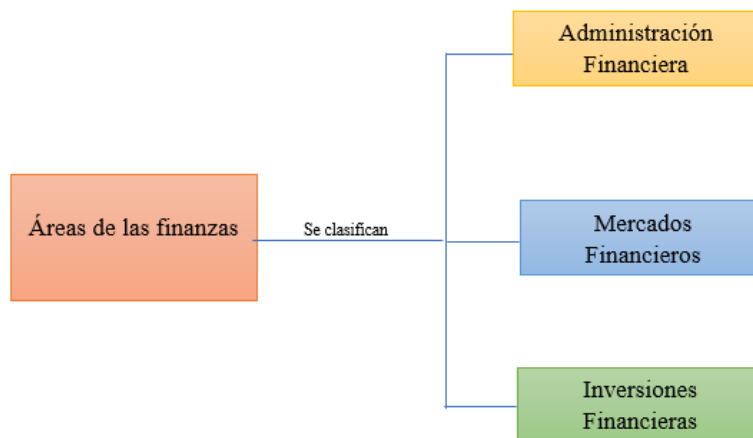 Áreas de las finanzas
Se clasifican
Administración
Financiera
Mercados
Financieros
Inversiones
Financieras